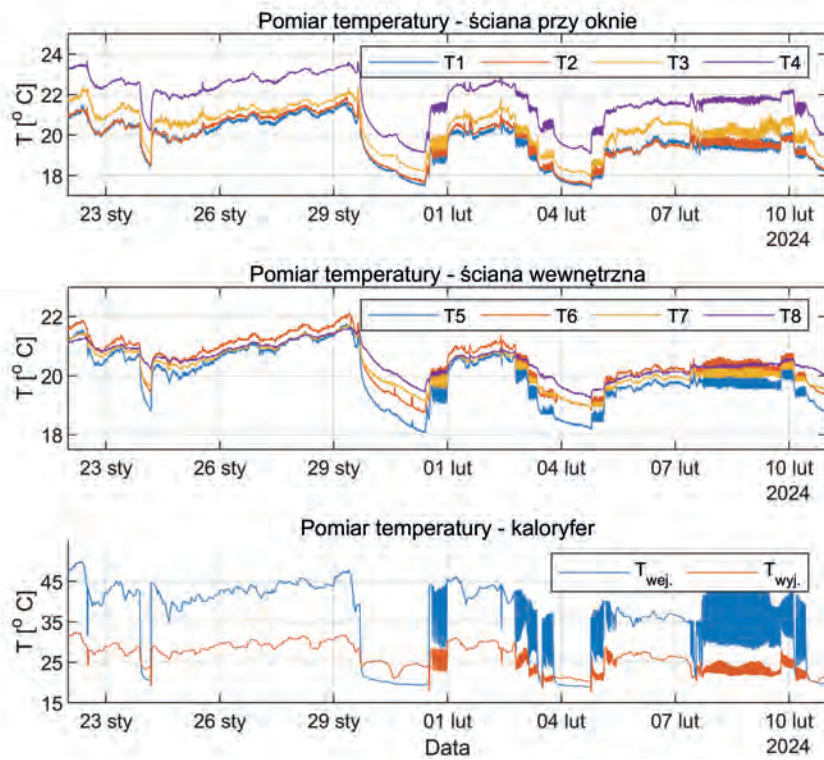 Pomiar temperatury - ściana przy oknie
T1 T2 T3 T4
24
22
20
18
T [° C]
23 sty 26 sty 29 sty 01 lut 04 lut 07 lut 10 lut
2024
Pomiar temperatury - ściana wewnętrzna
T5 T6 T7 T8
22
20
18
T [° C]
23 sty 26 sty 29 sty 01 lut 04 lut 07 lut 10 lut
2024
Pomiar temperatury - kaloryfer
T wej. T wyj.
45
35
25
15
T [° C]
23 sty 26 sty 29 sty 01 lut 04 lut 07 lut 10 lut
Data 2024